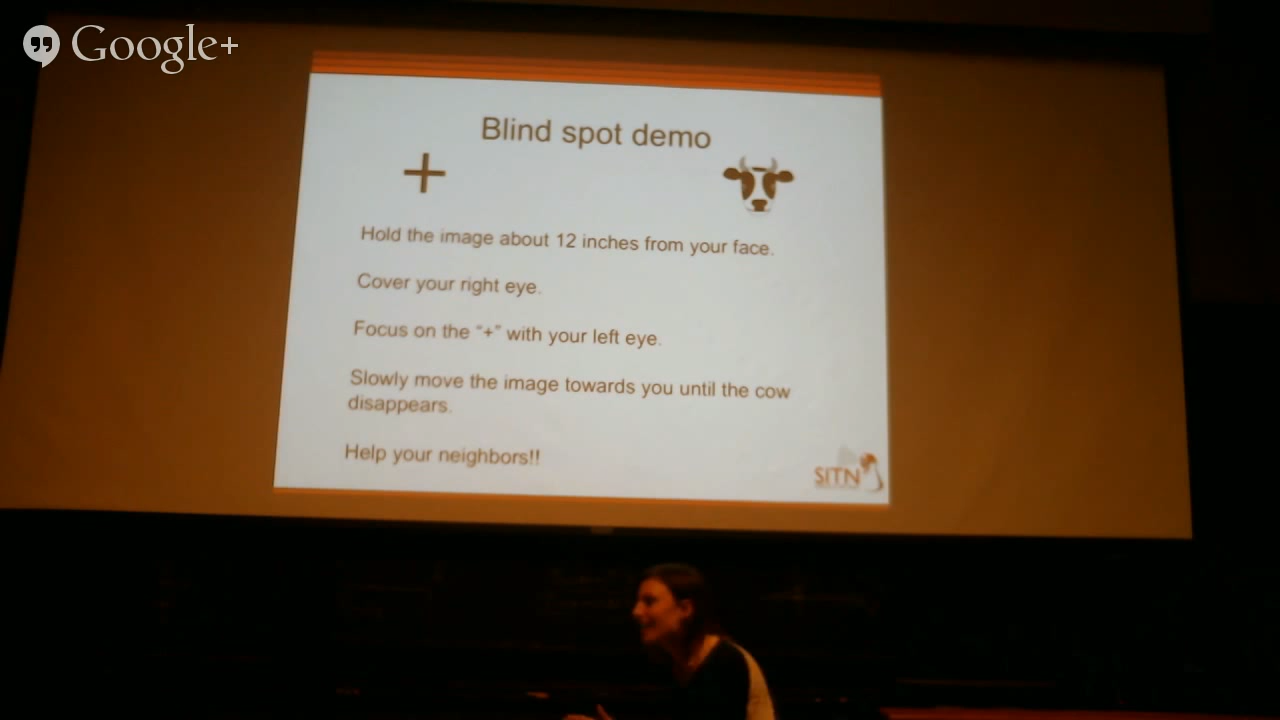 Google+
Blind spot demo
+
Hold the image about 12 inches from your face.
Cover your right eye.
Focus on the “+” with your left eye.
Slowly move the image towards you until the cow
disappears.
Help your neighbors!!
SITN